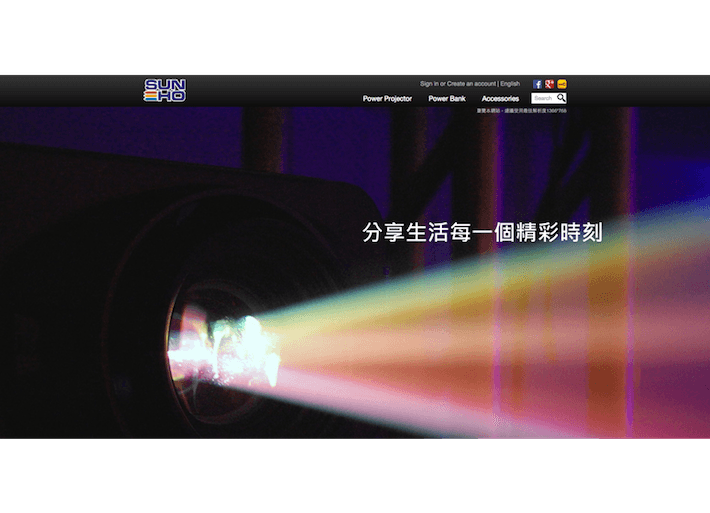 SUN
HO
Sign in or Create an account | English
Power Projector
Power Bank
Accessories
Search
分享生活每一個精彩時刻